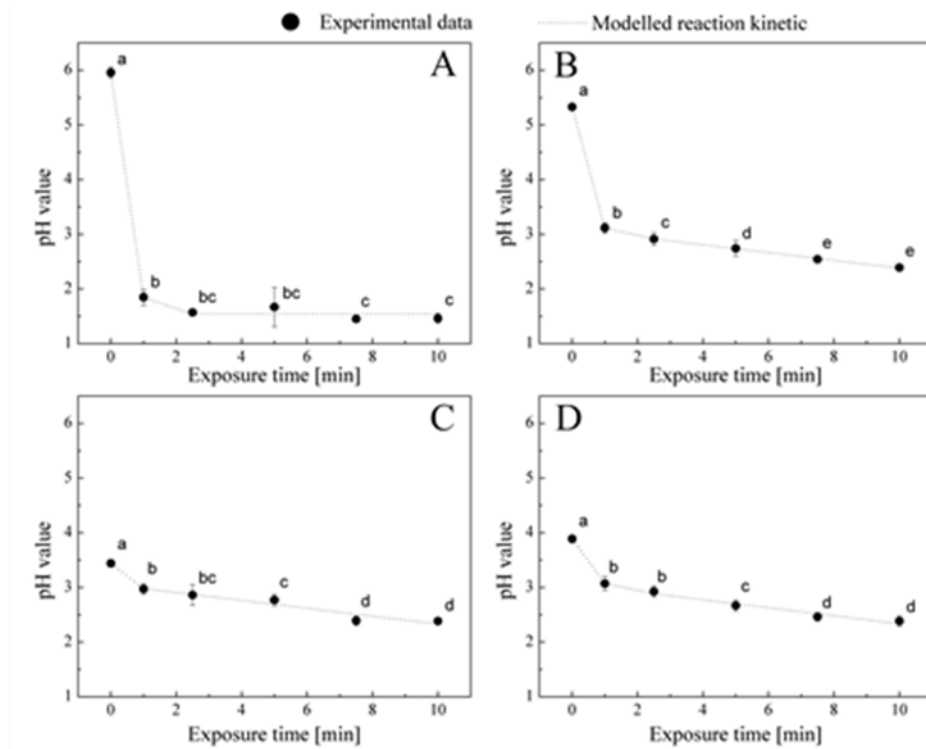 Experimental data Modelled reaction kinetic
A
6
5
4
3
2
1
pH value
a
b
bc
bc
c
c
0 2 4 6 8 10
Exposure time [min]
B
6
5
4
3
2
1
pH value
a
b
c
d
e
e
0 2 4 6 8 10
Exposure time [min]
C
6
5
4
3
2
1
pH value
a
b
bc
c
d
d
0 2 4 6 8 10
Exposure time [min]
D
6
5
4
3
2
1
pH value
a
b
b
c
d
d
0 2 4 6 8 10
Exposure time [min]